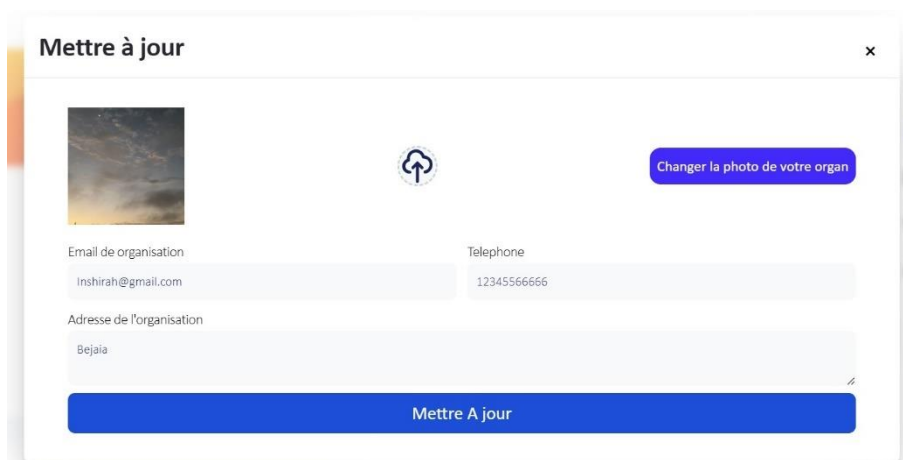 Mettre à jour
×
Changer la photo de votre organ
Email de organisation
Telephone
Inshirah@gmail.com
12345566666
Adresse de l'organisation
Bejaia
Mettre A jour